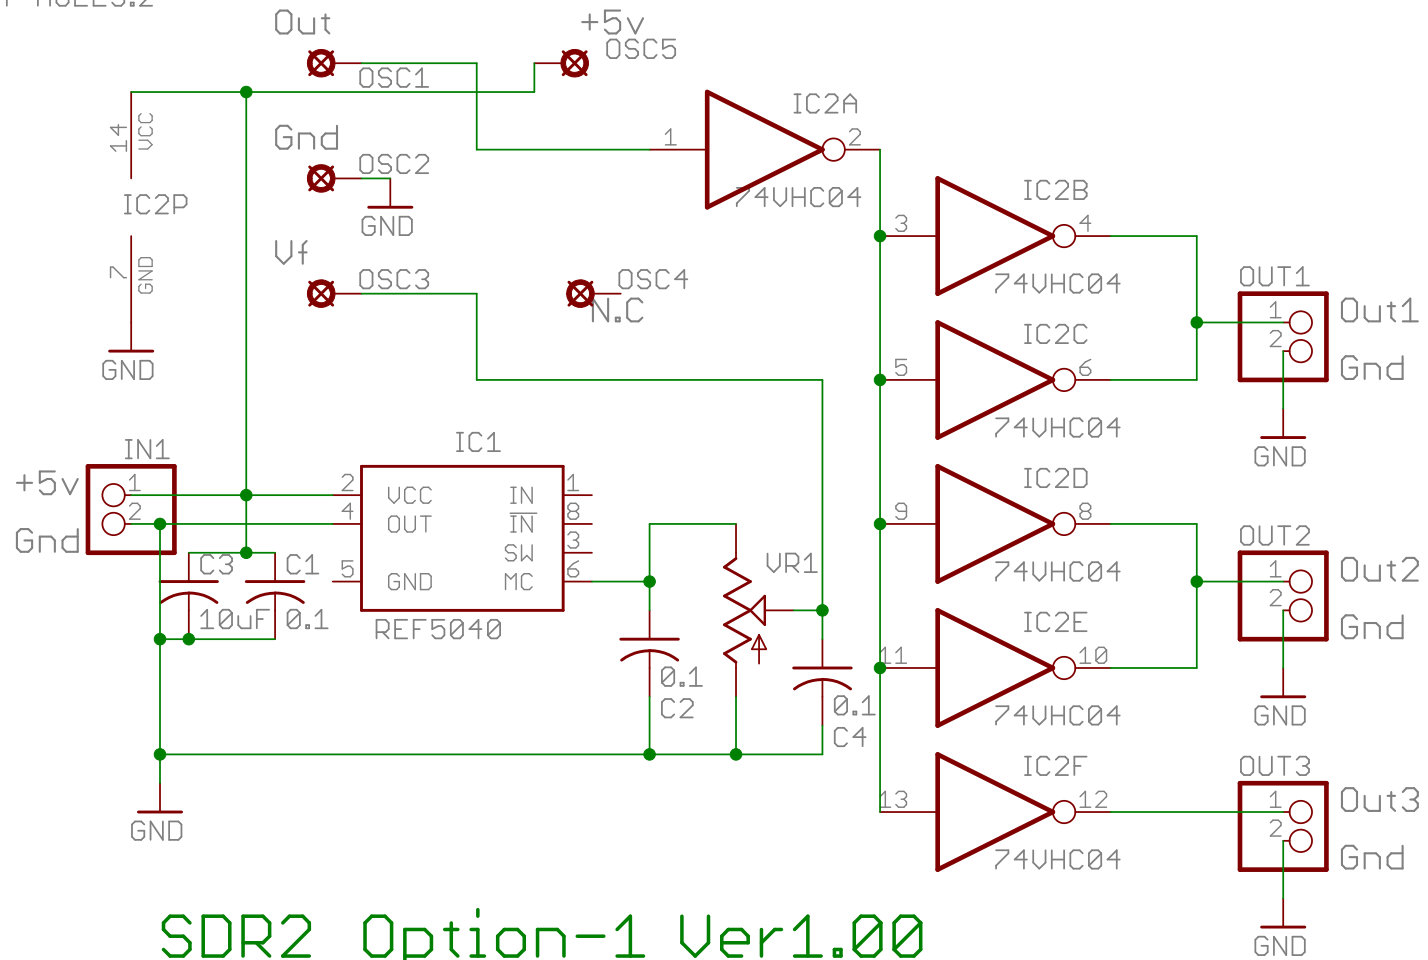 Out
+5v
OSC5
OSC1
IC2A
14
VCC
1
2
Gnd
OSC2
74VHC04
IC2B
IC2P
GND
3
4
Vf
7
GND
OSC3
OSC4
N.C
74VHC04
OUT1
1
Out1
2
IC2C
GND
5
6
Gnd
74VHC04
GND
IN1
IC1
+5v
1
2
2
VCC
IN
1
IC2D
Gnd
4
OUT
IN
8
9
8
OUT2
SW
3
C3
C1
5
GND
MC
6
VR1
74VHC04
1
Out2
2
10uF
0.1
REF5040
IC2E
Gnd
11
10
0.1
C2
0.1
C4
74VHC04
GND
IC2F
OUT3
13
12
1
Out3
2
GND
74VHC04
Gnd
GND
SDR2 Option-1 Ver1.00